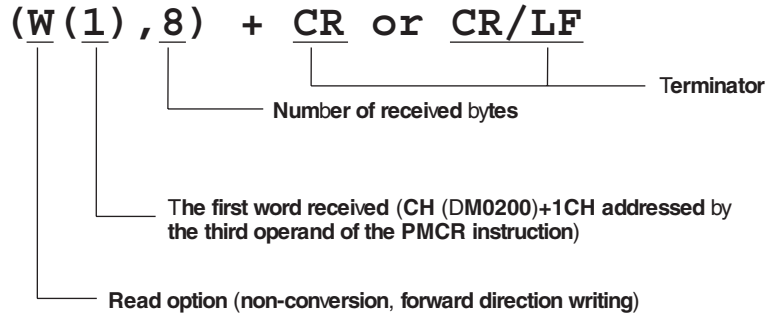 (W(1),8) + CR or CR/LF
Terminator
Number of received bytes
The first word received (CH (DM0200)+1CH addressed by
the third operand of the PMCR instruction)
Read option (non-conversion, forward direction writing)